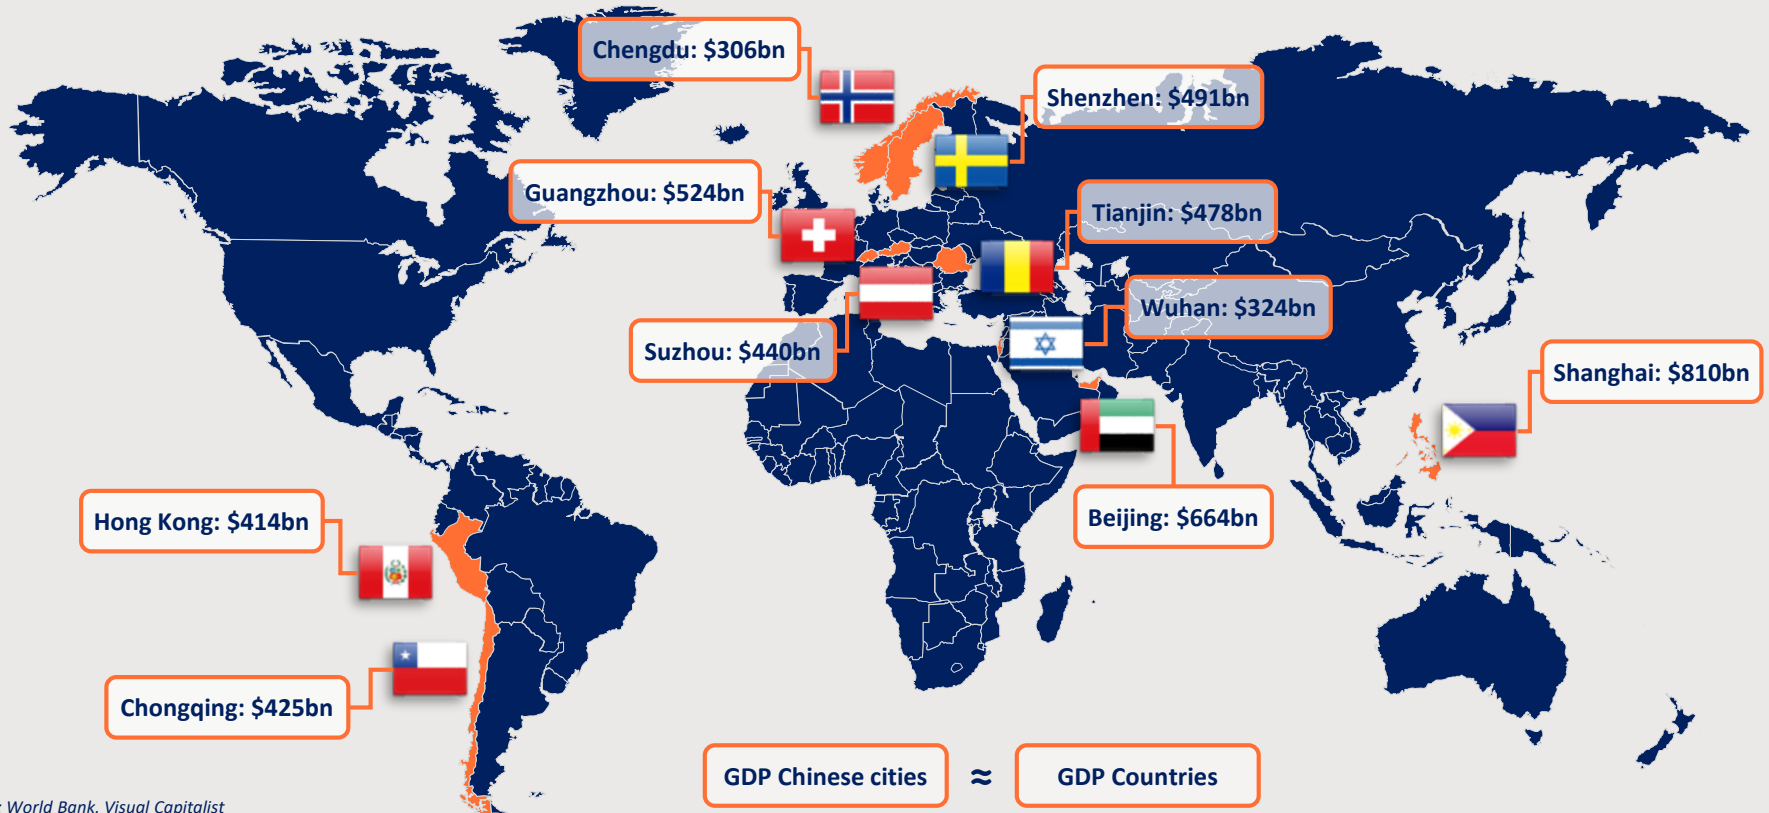 Chengdu: $306bn
Shenzhen: $491bn
Guangzhou: $524bn
Tianjin: $478bn
Wuhan: $324bn
Suzhou: $440bn
Shanghai: $810bn
Beijing: $664bn
Hong Kong: $414bn
Chongqing: $425bn
GDP Chinese cities ≈ GDP Countries
: World Bank, Visual Capitalist